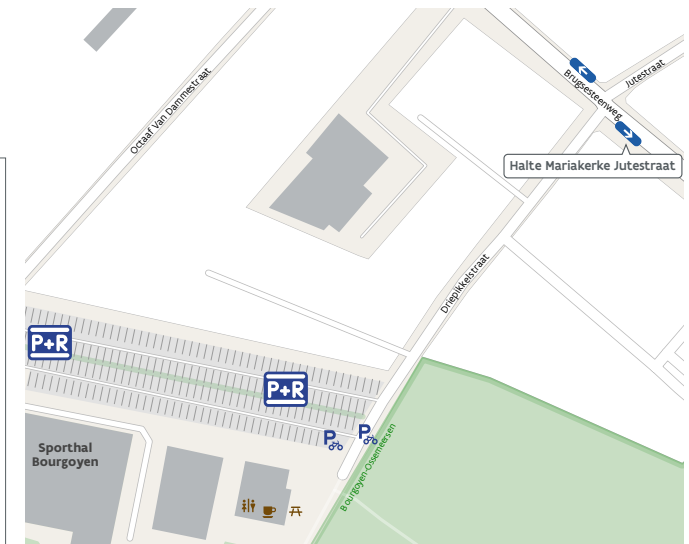 Octaaf Van Dammestraat
Brugsesteenweg
Jutestraat
Halte Mariakerke Jutestraat
Driepikkelstraat
P+R
P+R
P
P
Sporthal
Bourgoyen
Bourgoyen-Ossemeersen